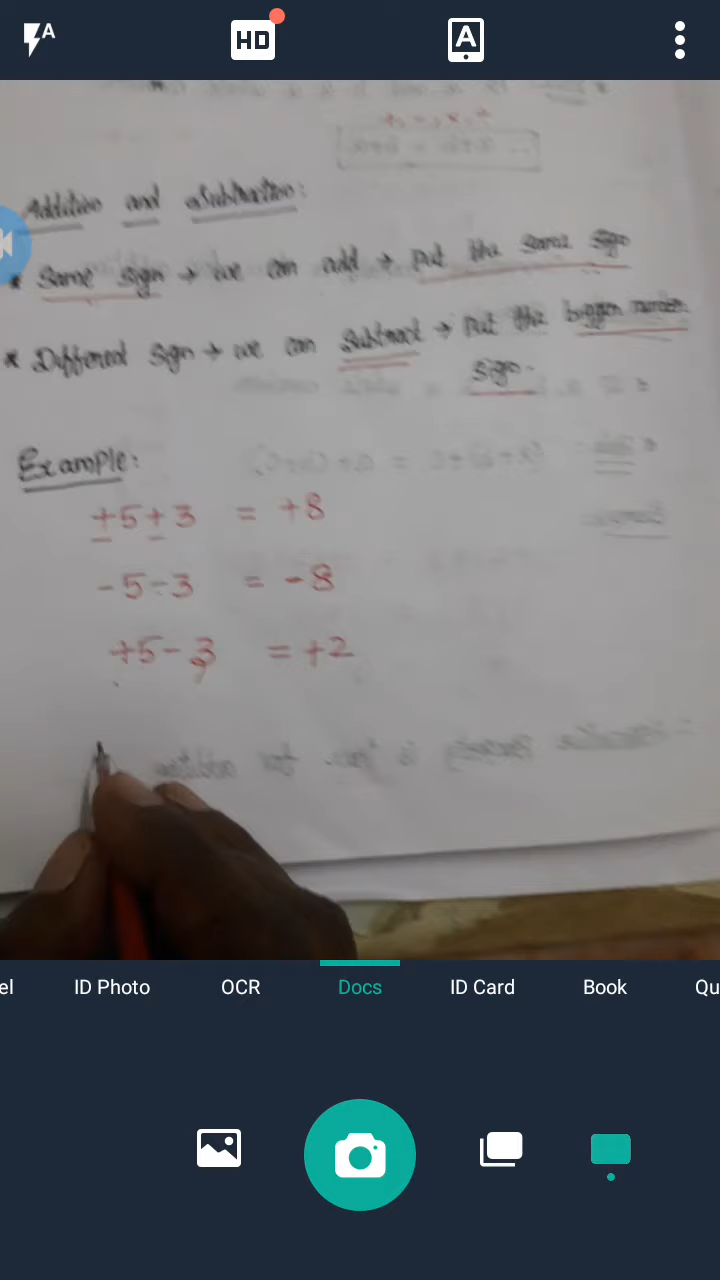 A
HD
A
+, -, x, ÷
Addition and Subtraction:
* Same Sign → we can add → put the same sign
* Different Sign → we can Subtract → put the bigger number
sign.
Example:
+5+3 = +8
-5-3 = -8
+5-3 = +2
ID Photo
OCR
Docs
ID Card
Book
Qu